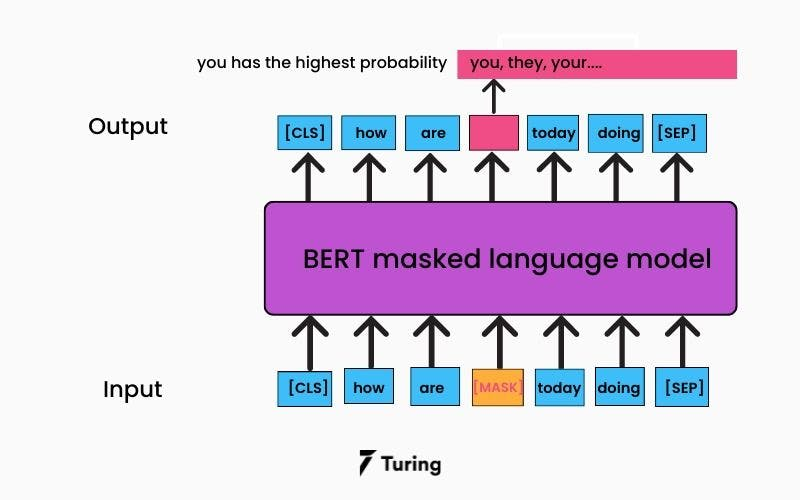 you has the highest probability you, they, your....
Output
[CLS] how are today doing [SEP]
BERT masked language model
Input
[CLS] how are [MASK] today doing [SEP]
Turing